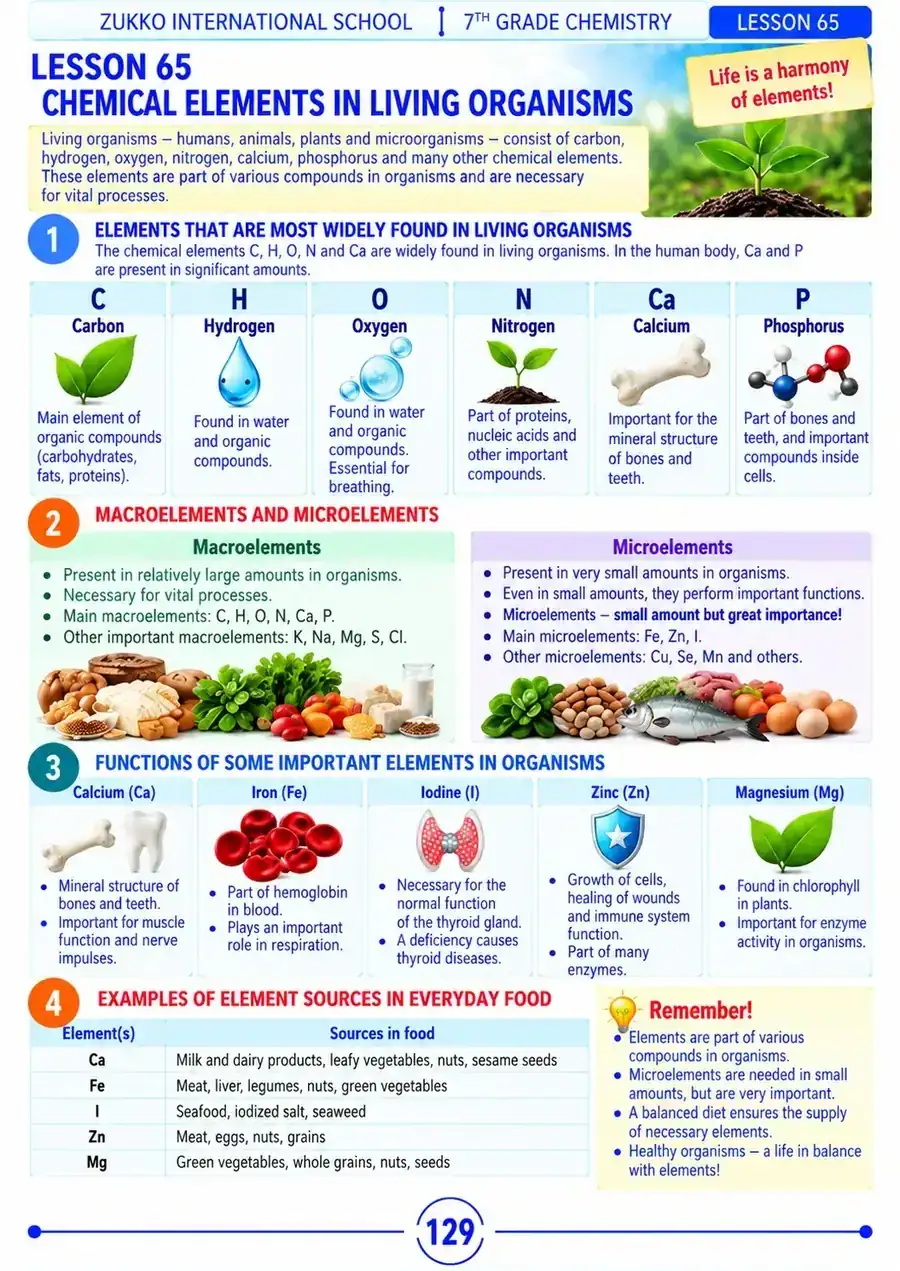 ZUKKO INTERNATIONAL SCHOOL
7TH GRADE CHEMISTRY
LESSON 65
LESSON 65
CHEMICAL ELEMENTS IN LIVING ORGANISMS
Life is a harmony
of elements!
Living organisms – humans, animals, plants and microorganisms – consist of carbon,
hydrogen, oxygen, nitrogen, calcium, phosphorus and many other chemical elements.
These elements are part of various compounds in organisms and are necessary
for vital processes.
1
ELEMENTS THAT ARE MOST WIDELY FOUND IN LIVING ORGANISMS
The chemical elements C, H, O, N and Ca are widely found in living organisms. In the human body, Ca and P
are present in significant amounts.
C
Carbon
Main element of
organic compounds
(carbohydrates,
fats, proteins).
H
Hydrogen
Found in water
and organic
compounds.
O
Oxygen
Found in water
and organic
compounds.
Essential for
breathing.
N
Nitrogen
Part of proteins,
nucleic acids and
other important
compounds.
Ca
Calcium
Important for the
mineral structure
of bones and
teeth.
P
Phosphorus
Part of bones and
teeth, and important
compounds inside
cells.
2
MACROELEMENTS AND MICROELEMENTS
Macroelements
• Present in relatively large amounts in organisms.
• Necessary for vital processes.
• Main macroelements: C, H, O, N, Ca, P.
• Other important macroelements: K, Na, Mg, S, Cl.
Microelements
• Present in very small amounts in organisms.
• Even in small amounts, they perform important functions.
• Microelements – small amount but great importance!
• Main microelements: Fe, Zn, I.
• Other microelements: Cu, Se, Mn and others.
3
FUNCTIONS OF SOME IMPORTANT ELEMENTS IN ORGANISMS
Calcium (Ca)
• Mineral structure of
bones and teeth.
• Important for muscle
function and nerve
impulses.
Iron (Fe)
• Part of hemoglobin
in blood.
• Plays an important
role in respiration.
Iodine (I)
• Necessary for the
normal function
of the thyroid gland.
• A deficiency causes
thyroid diseases.
Zinc (Zn)
• Growth of cells,
healing of wounds
and immune system
function.
• Part of many
enzymes.
Magnesium (Mg)
• Found in chlorophyll
in plants.
• Important for enzyme
activity in organisms.
4
EXAMPLES OF ELEMENT SOURCES IN EVERYDAY FOOD
Element(s) Sources in food
Ca Milk and dairy products, leafy vegetables, nuts, sesame seeds
Fe Meat, liver, legumes, nuts, green vegetables
I Seafood, iodized salt, seaweed
Zn Meat, eggs, nuts, grains
Mg Green vegetables, whole grains, nuts, seeds
Remember!
• Elements are part of various
compounds in organisms.
• Microelements are needed in small
amounts, but are very important.
• A balanced diet ensures the supply
of necessary elements.
• Healthy organisms – a life in balance
with elements!
129